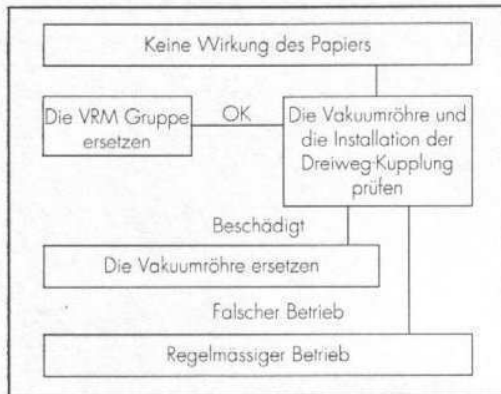 Keine Wirkung des Papiers
Die VRM Gruppe
ersetzen
OK
Die Vakuumröhre und
die Installation der
Dreiweg-Kupplung
prüfen
Beschädigt
Die Vakuumröhre ersetzen
Falscher Betrieb
Regelmässiger Betrieb